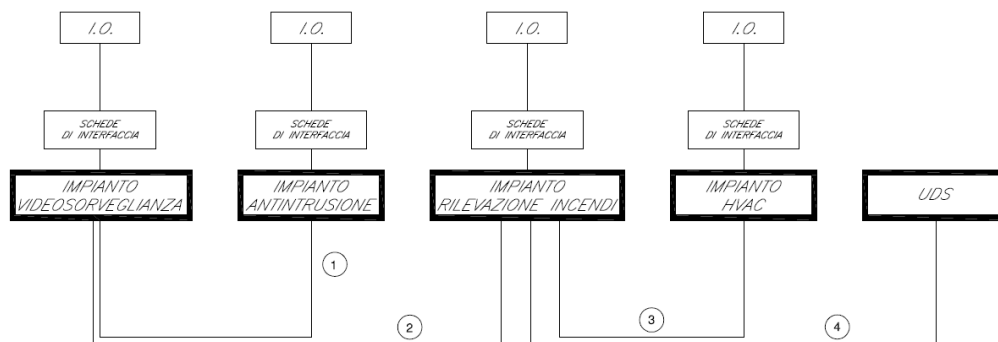 I.O.
I.O.
I.O.
I.O.
SCHEDE
DI INTERFACCIA
SCHEDE
DI INTERFACCIA
SCHEDE
DI INTERFACCIA
SCHEDE
DI INTERFACCIA
IMPIANTO
VIDEOSORVEGLIANZA
IMPIANTO
ANTINTRUSIONE
IMPIANTO
RILEVAZIONE INCENDI
IMPIANTO
HVAC
UDS
1
2
3
4